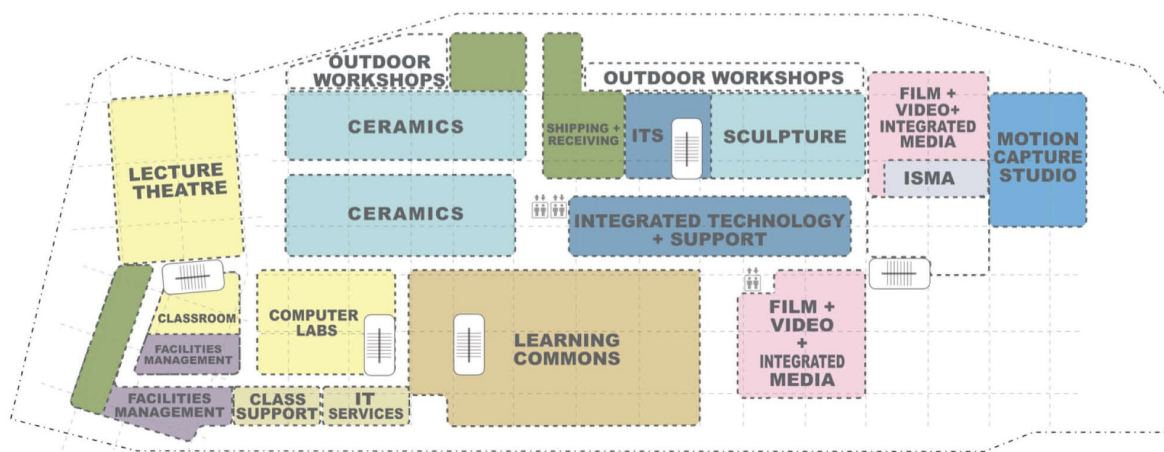 OUTDOOR
WORKSHOPS
OUTDOOR WORKSHOPS
CERAMICS
SHIPPING +
RECEIVING
ITS
SCULPTURE
FILM +
VIDEO+
INTEGRATED
MEDIA
ISMA
MOTION
CAPTURE
STUDIO
LECTURE
THEATRE
CERAMICS
INTEGRATED TECHNOLOGY
+ SUPPORT
CLASSROOM
FACILITIES
MANAGEMENT
COMPUTER
LABS
LEARNING
COMMONS
FILM +
VIDEO
+
INTEGRATED
MEDIA
FACILITIES
MANAGEMENT
CLASS
SUPPORT
IT
SERVICES